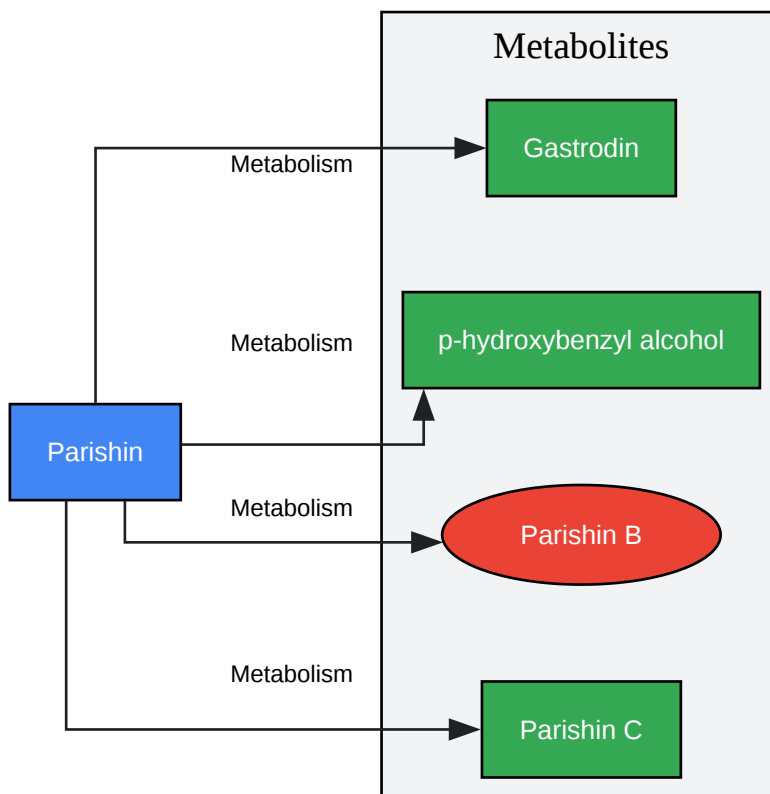 Metabolites
Gastrodin
Metabolism
Metabolism
p-hydroxybenzyl alcohol
Parishin
Metabolism
Parishin B
Metabolism
Parishin C